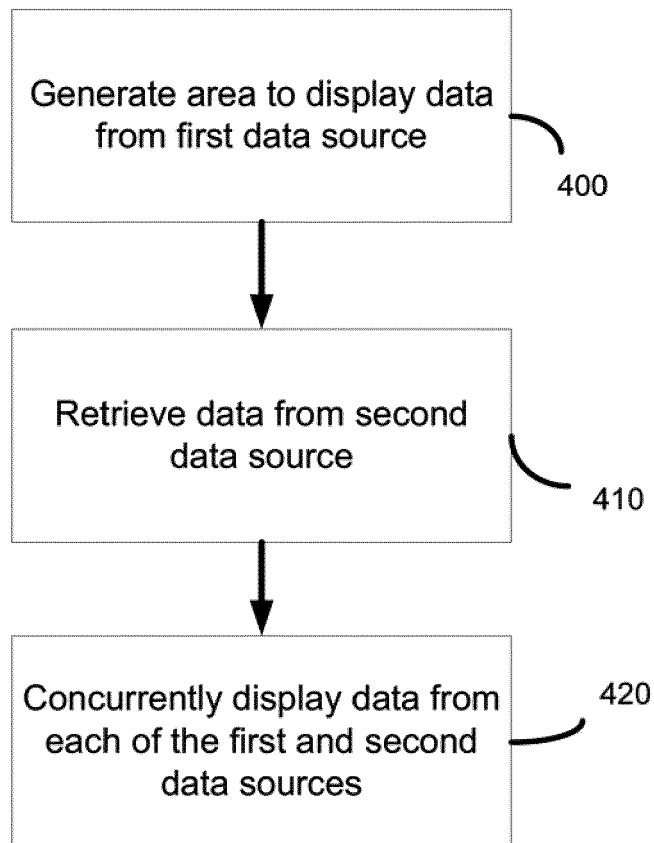 Generate area to display data
from first data source
400
Retrieve data from second
data source
410
Concurrently display data from
each of the first and second
data sources
420